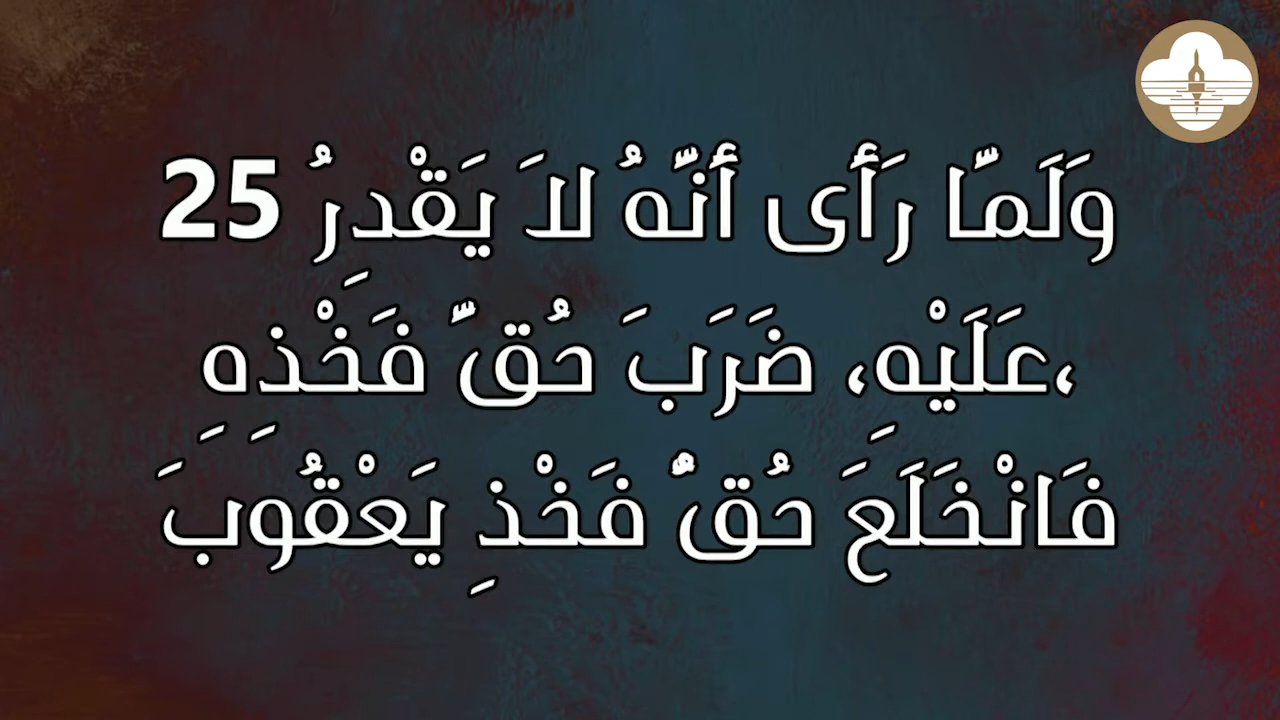 وَلَمَّا رَأَى أَنَّهُ لاَ يَقْدِرُ 25
،عَلَيْهِ، ضَرَبَ حُقَّ فَخْذِهِ
فَانْخَلَعَ حُقُّ فَخْذِ يَعْقُوبَ